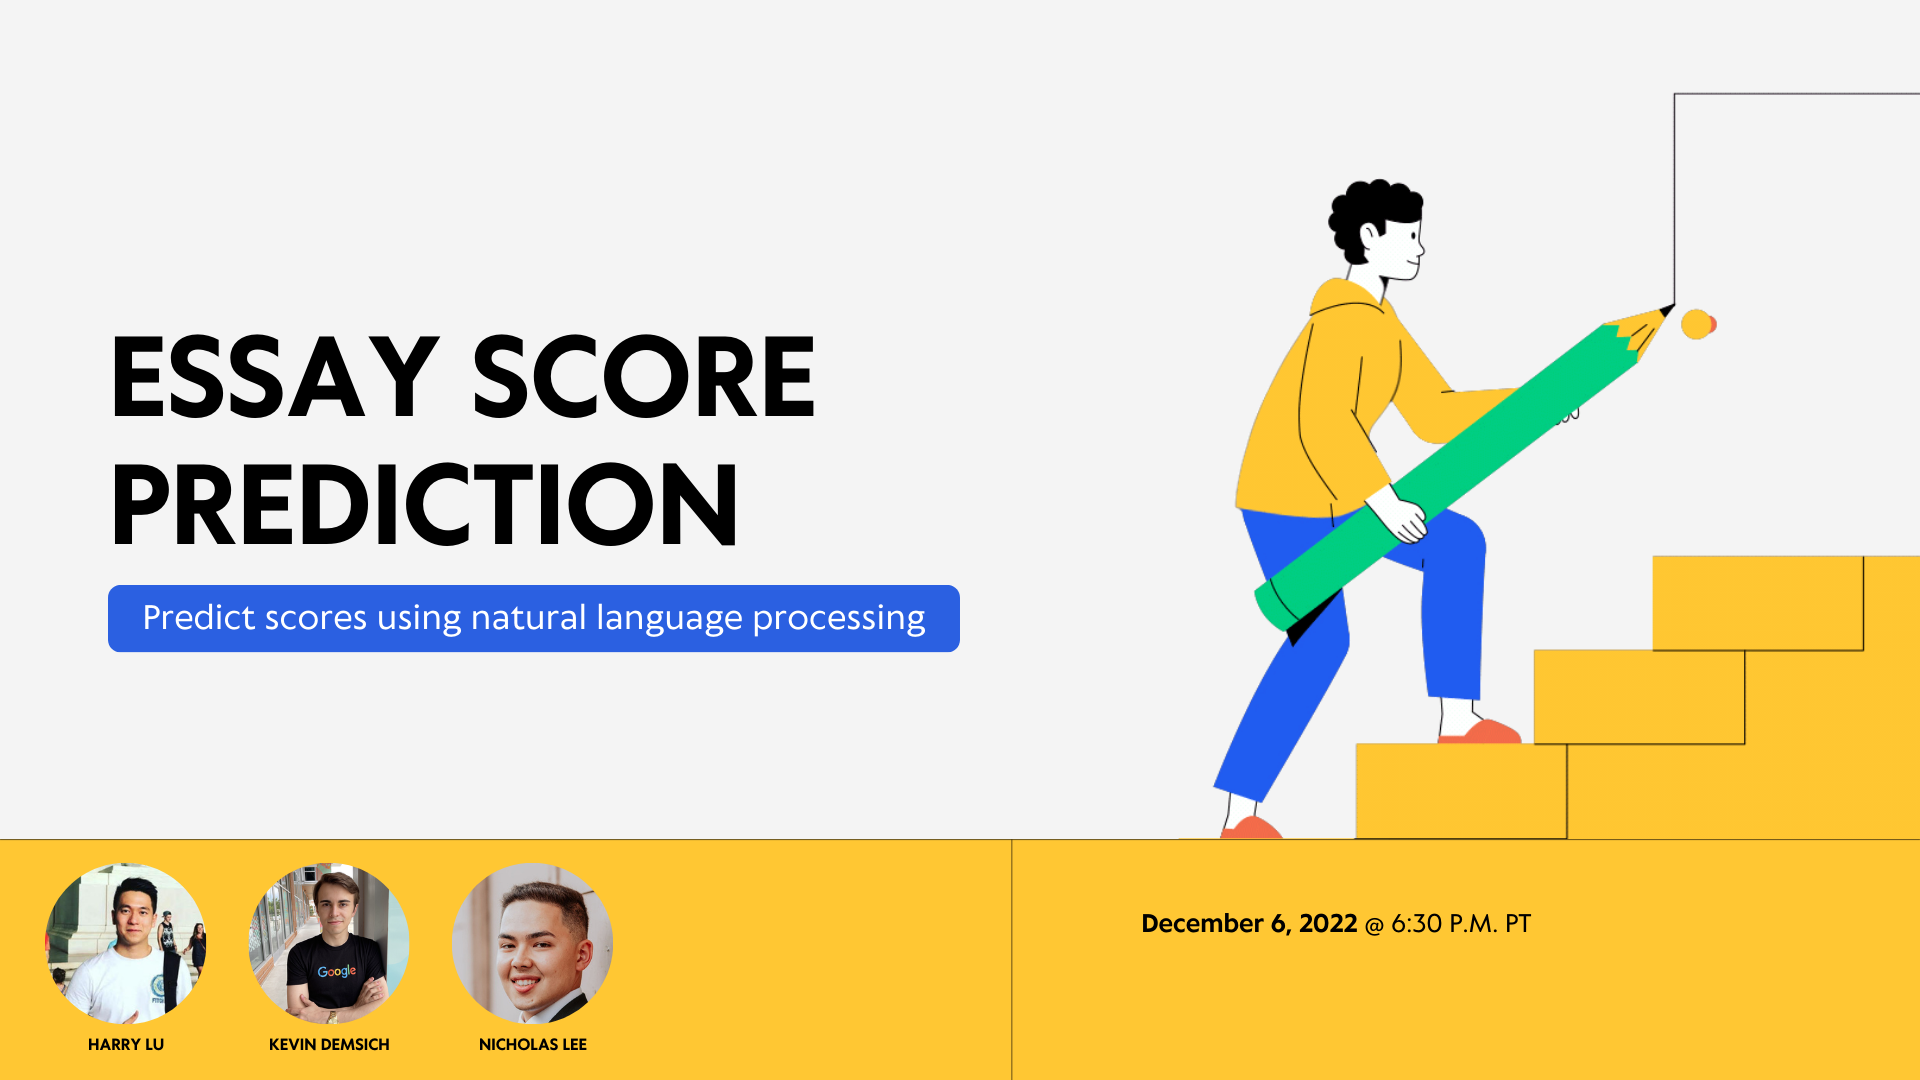 ESSAY SCORE
PREDICTION
Predict scores using natural language processing
Google
HARRY LU
KEVIN DEMSICH
NICHOLAS LEE
December 6, 2022 @ 6:30 P.M. PT